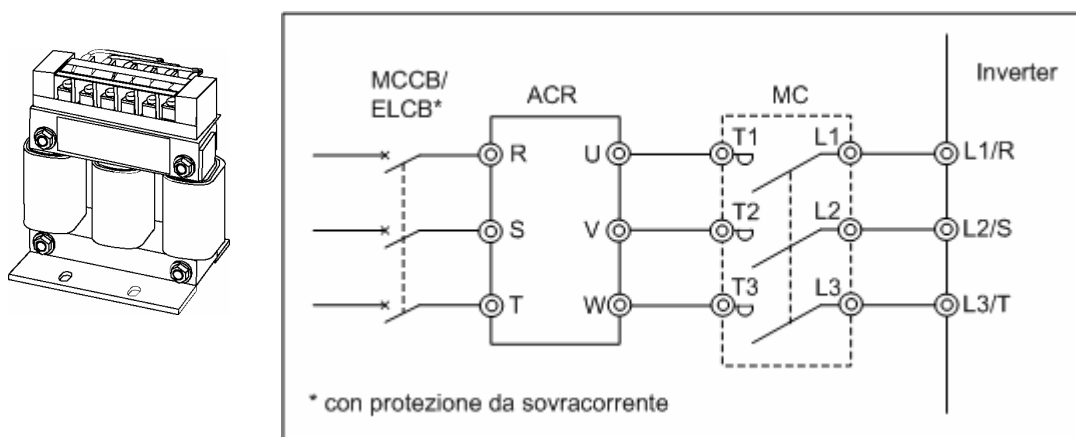 MCCB/
ELCB*
ACR
MC
Inverter
R U T1 L1 L1/R
S V T2 L2 L2/S
T W T3 L3 L3/T
* con protezione da sovracorrente